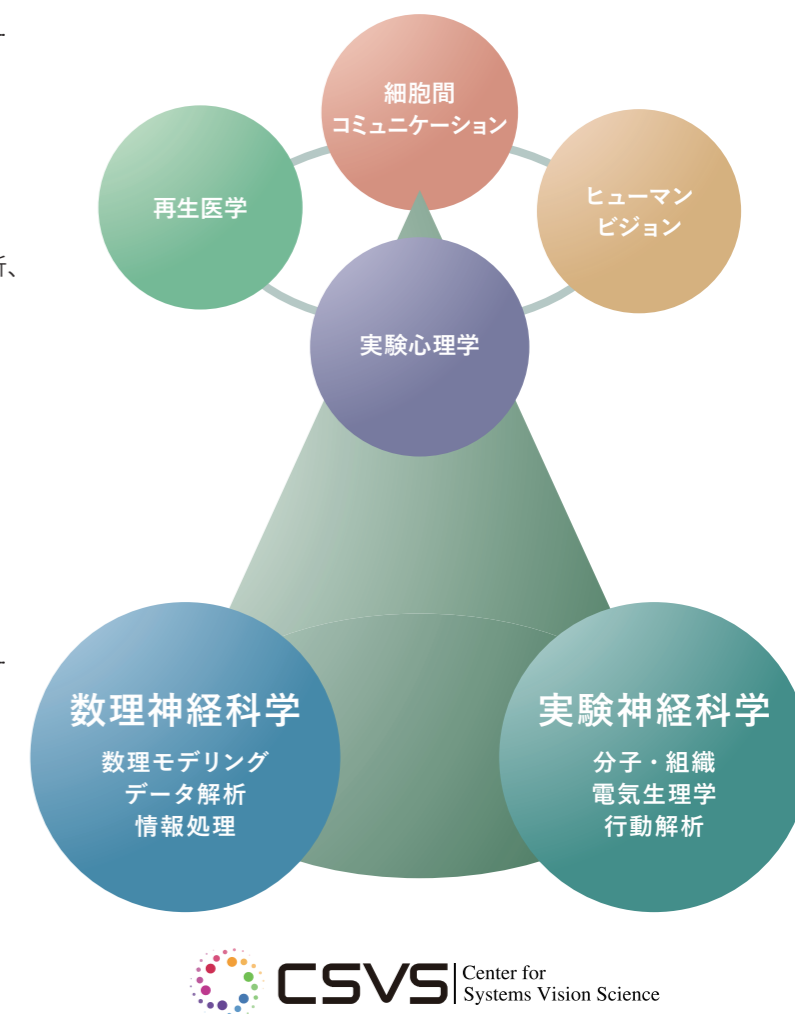 細胞間
コミュニケーション
再生医学
ヒューマン
ビジョン
、
実験心理学
数理神経科学
数理モデリング
データ解析
情報処理
実験神経科学
分子・組織
電気生理学
行動解析
CSVS
Center for
Systems Vision Science